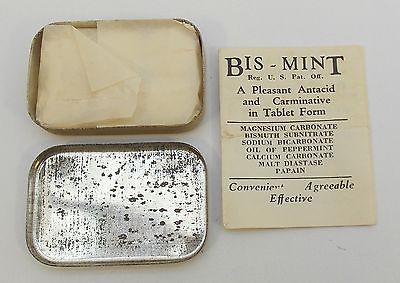 BIS - MINT
Reg. U. S. Pat. Off.
A Pleasant Antacid
and Carminative
in Tablet Form
MAGNESIUM CARBONATE
BISMUTH SUBNITRATE
SODIUM BICARBONATE
OIL OF PEPPERMINT
CALCIUM CARBONATE
MALT DIASTASE
PAPAIN
Convenient Agreeable
Effective